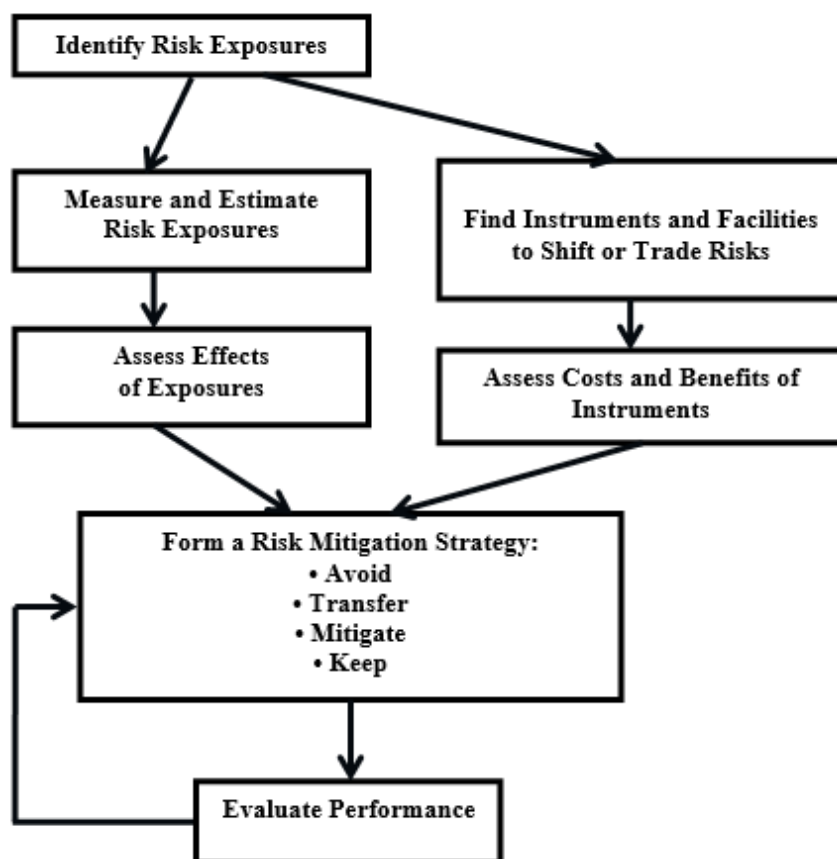 Identify Risk Exposures
Measure and Estimate
Risk Exposures
Find Instruments and Facilities
to Shift or Trade Risks
Assess Effects
of Exposures
Assess Costs and Benefits of
Instruments
Form a Risk Mitigation Strategy:
• Avoid
• Transfer
• Mitigate
• Keep
Evaluate Performance